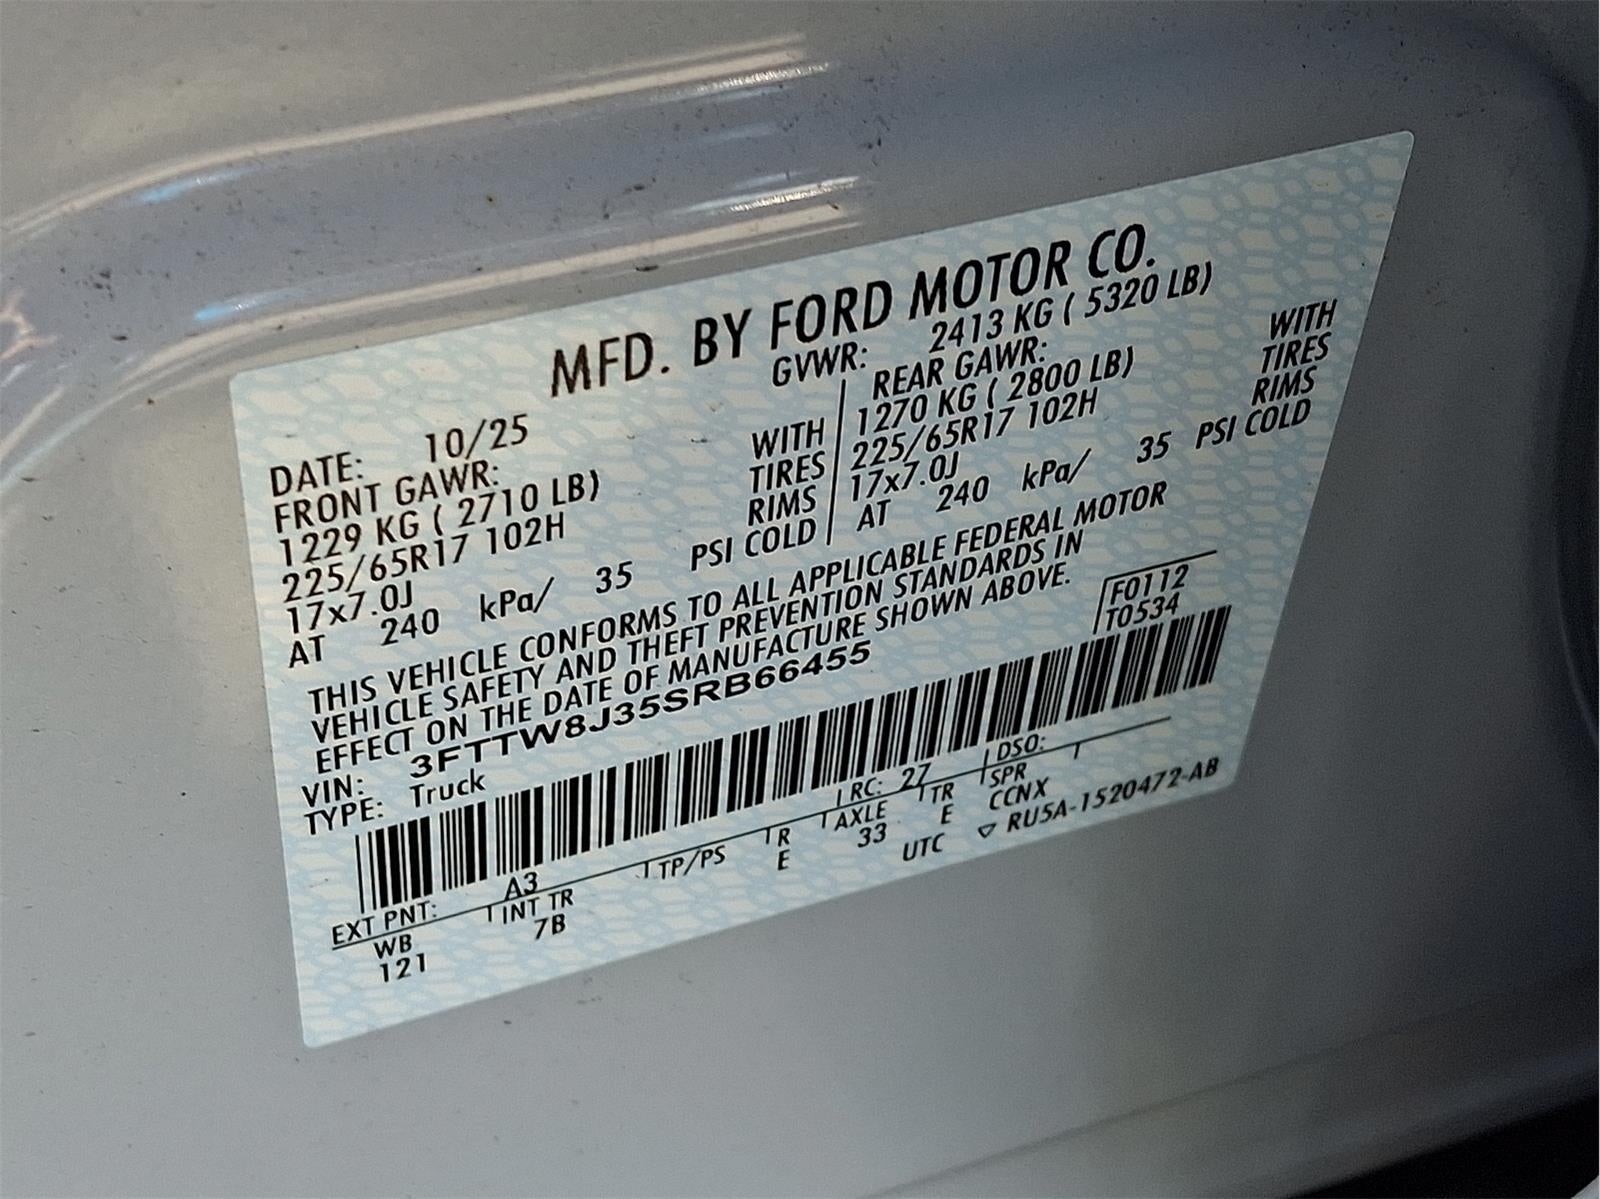 MFD. BY FORD MOTOR CO.
DATE: 10/25 GVWR: 2413 KG ( 5320 LB)
FRONT GAWR: REAR GAWR:
1229 KG ( 2710 LB) WITH 1270 KG ( 2800 LB) WITH
225/65R17 102H TIRES 225/65R17 102H TIRES
17x7.0J RIMS 17x7.0J RIMS
AT 240 kPa/ 35 PSI COLD AT 240 kPa/ 35 PSI COLD
THIS VEHICLE CONFORMS TO ALL APPLICABLE FEDERAL MOTOR
VEHICLE SAFETY AND THEFT PREVENTION STANDARDS IN
EFFECT ON THE DATE OF MANUFACTURE SHOWN ABOVE.
VIN: 3FTTW8J35SRB66455 F0112
TYPE: Truck T0534
EXT PNT: A3 RC: 27 DSO:
WB INT TR TP/PS R AXLE TR SPR
121 7B E 33 E CCNX
UTC ▽ RU5A-1520472-AB